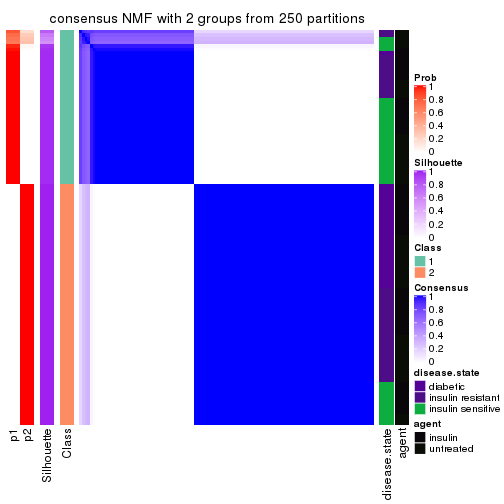 consensus NMF with 2 groups from 250 partitions
Prob
1
0.8
0.6
0.4
0.2
0
Silhouette
1
0.8
0.6
0.4
0.2
0
Class
1
2
Consensus
1
0.8
0.6
0.4
0.2
0
disease.state
diabetic
insulin resistant
insulin sensitive
agent
insulin
untreated
p1
p2
Silhouette
Class
disease.state
agent